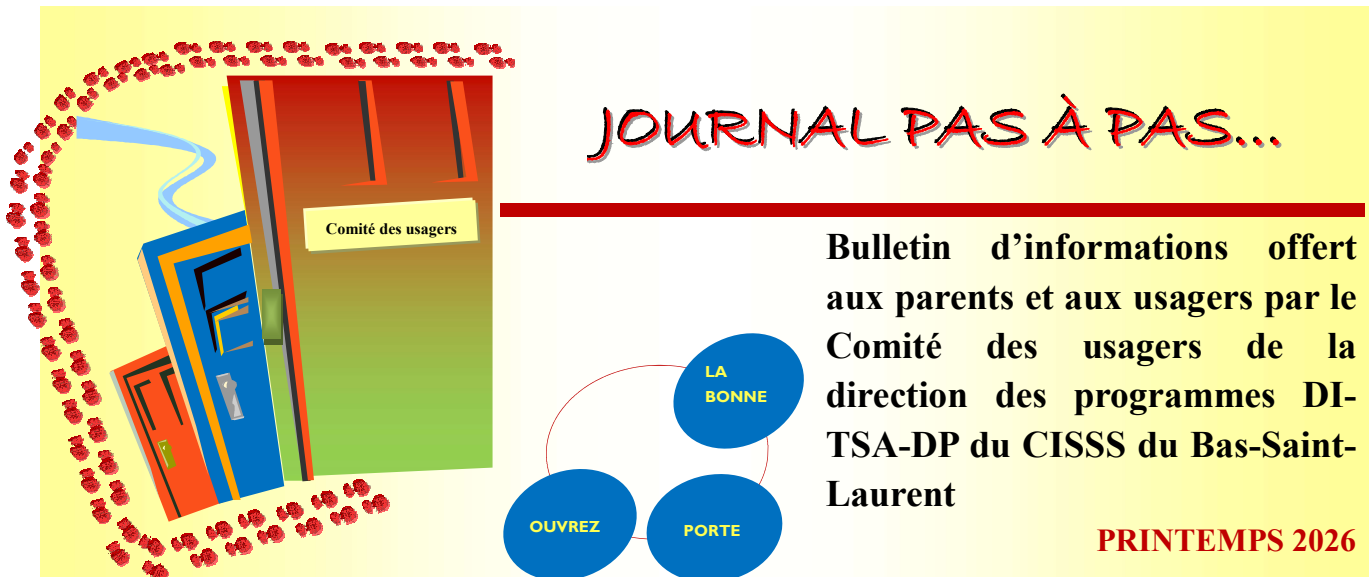 JOURNAL PAS À PAS...
Comité des usagers
Bulletin d’informations offert
aux parents et aux usagers par le
Comité des usagers de la
direction des programmes DI-
TSA-DP du CISSS du Bas-Saint-
Laurent
PRINTEMPS 2026
OUVREZ
LA
BONNE
PORTE